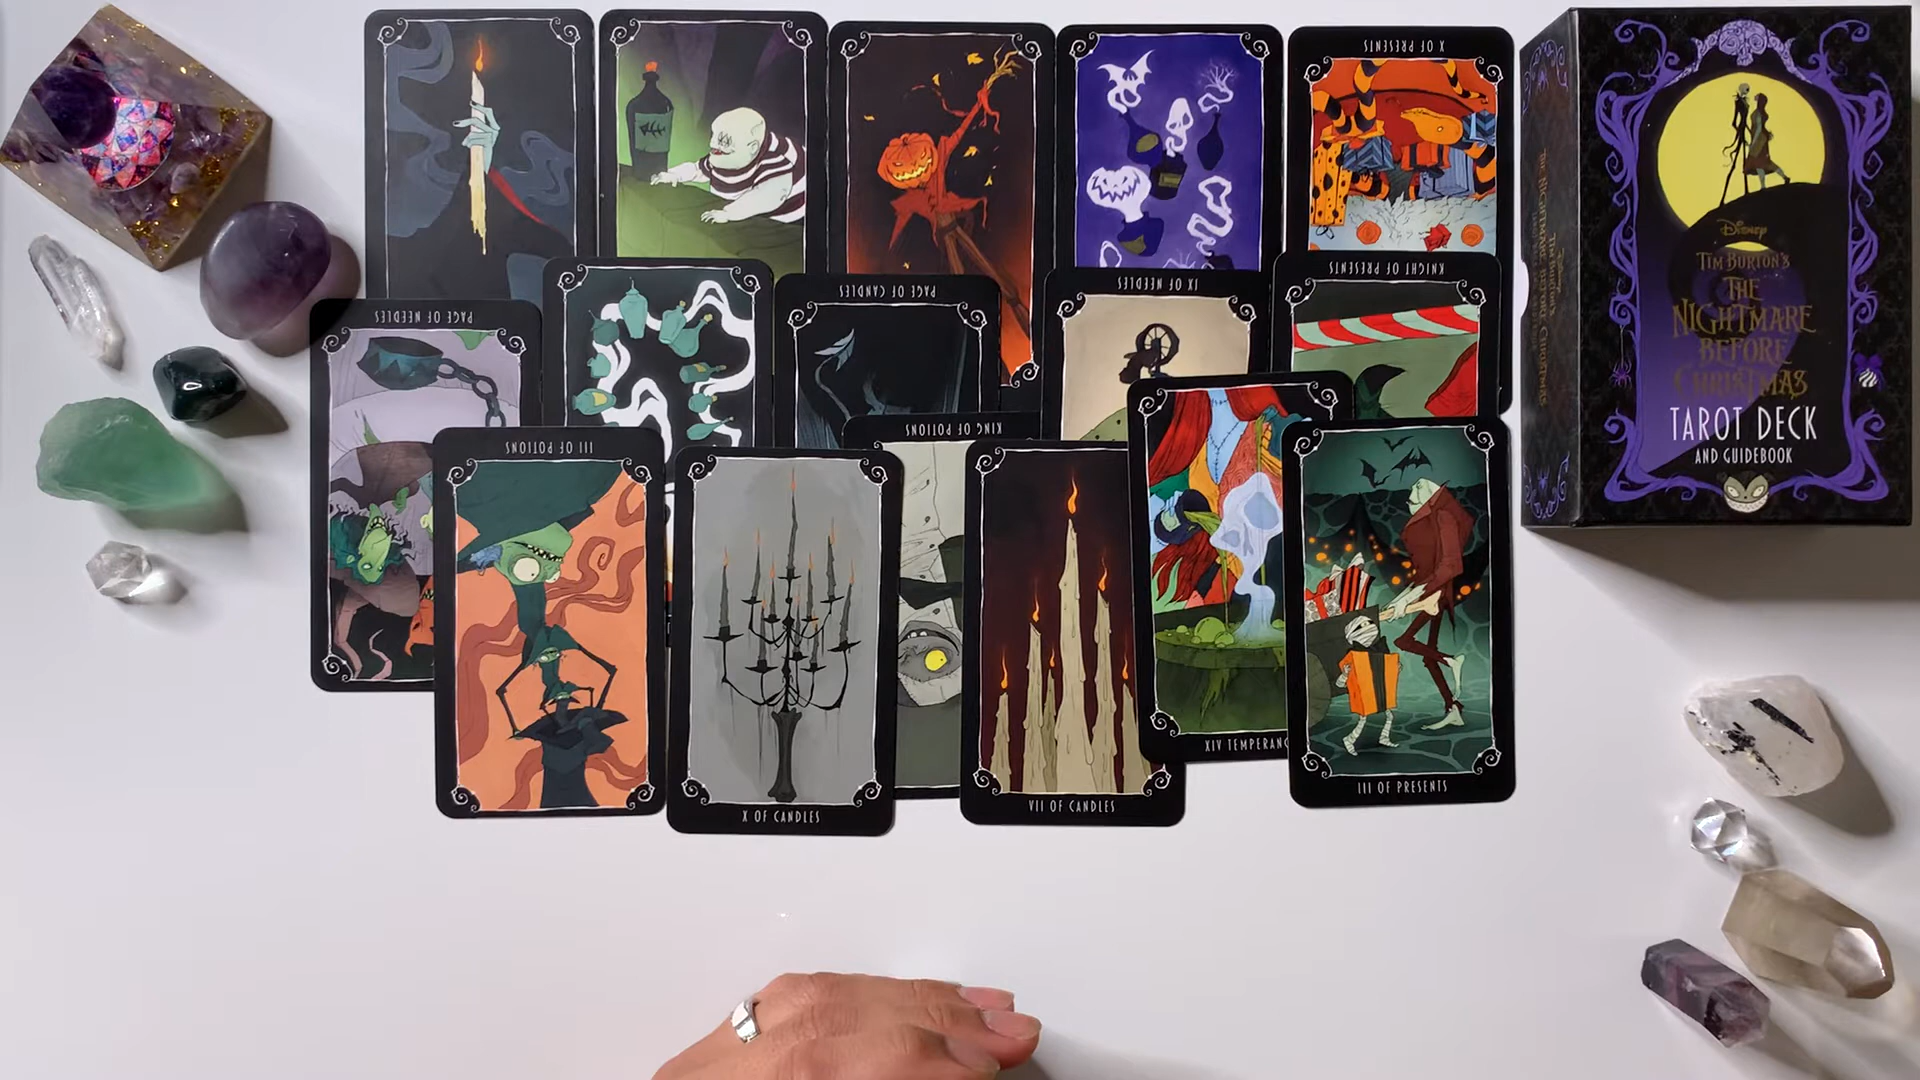 X OF PRESENTS
PAGE OF NEEDLES
PAGE OF CANDLES
IX OF NEEDLES
KNIGHT OF PRESENTS
III OF POTIONS
KING OF POTIONS
X OF CANDLES
VII OF CANDLES
XIV TEMPERANC
III OF PRESENTS
Disney
TIM BURTON'S
THE
NIGHTMARE
BEFORE
CHRISTMAS
TAROT DECK
AND GUIDEBOOK